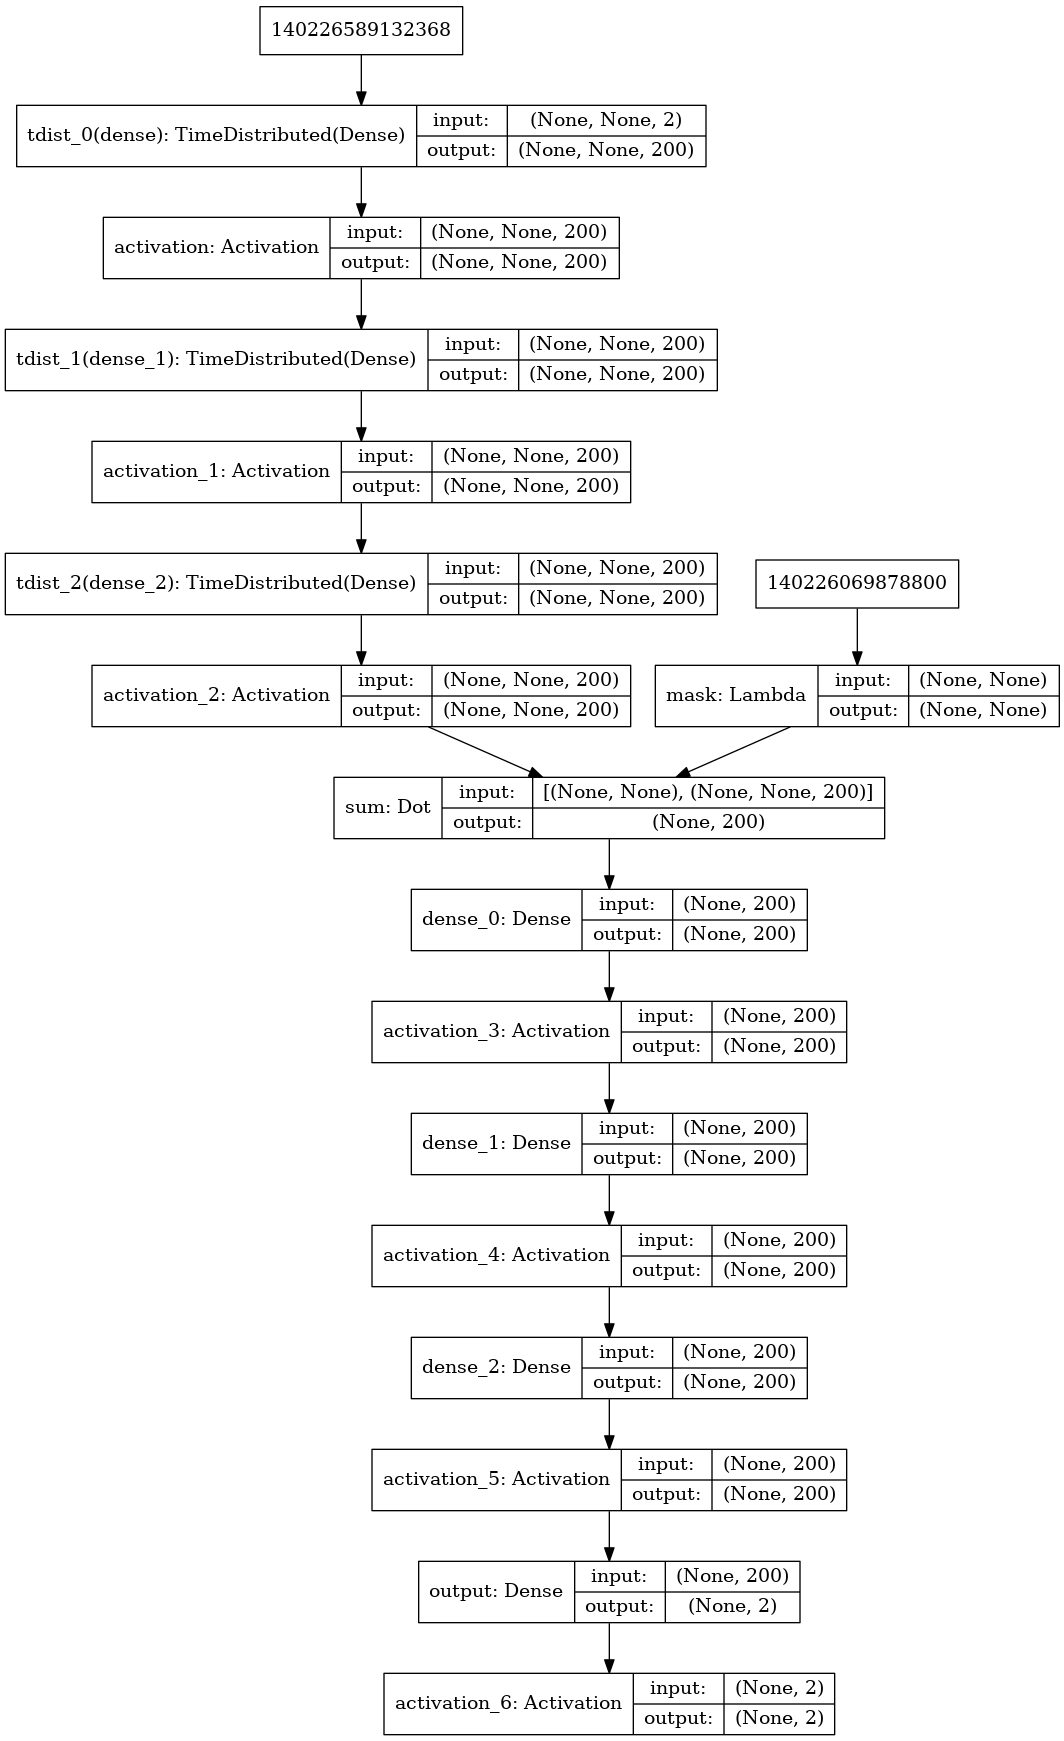 140226589132368
tdist_0(dense): TimeDistributed(Dense)
input:
(None, None, 2)
output:
(None, None, 200)
activation: Activation
input:
(None, None, 200)
output:
(None, None, 200)
tdist_1(dense_1): TimeDistributed(Dense)
input:
(None, None, 200)
output:
(None, None, 200)
activation_1: Activation
input:
(None, None, 200)
output:
(None, None, 200)
tdist_2(dense_2): TimeDistributed(Dense)
input:
(None, None, 200)
output:
(None, None, 200)
140226069878800
activation_2: Activation
input:
(None, None, 200)
output:
(None, None, 200)
mask: Lambda
input:
(None, None)
output:
(None, None)
sum: Dot
input:
[(None, None), (None, None, 200)]
output:
(None, 200)
dense_0: Dense
input:
(None, 200)
output:
(None, 200)
activation_3: Activation
input:
(None, 200)
output:
(None, 200)
dense_1: Dense
input:
(None, 200)
output:
(None, 200)
activation_4: Activation
input:
(None, 200)
output:
(None, 200)
dense_2: Dense
input:
(None, 200)
output:
(None, 200)
activation_5: Activation
input:
(None, 200)
output:
(None, 200)
output: Dense
input:
(None, 200)
output:
(None, 2)
activation_6: Activation
input:
(None, 2)
output:
(None, 2)